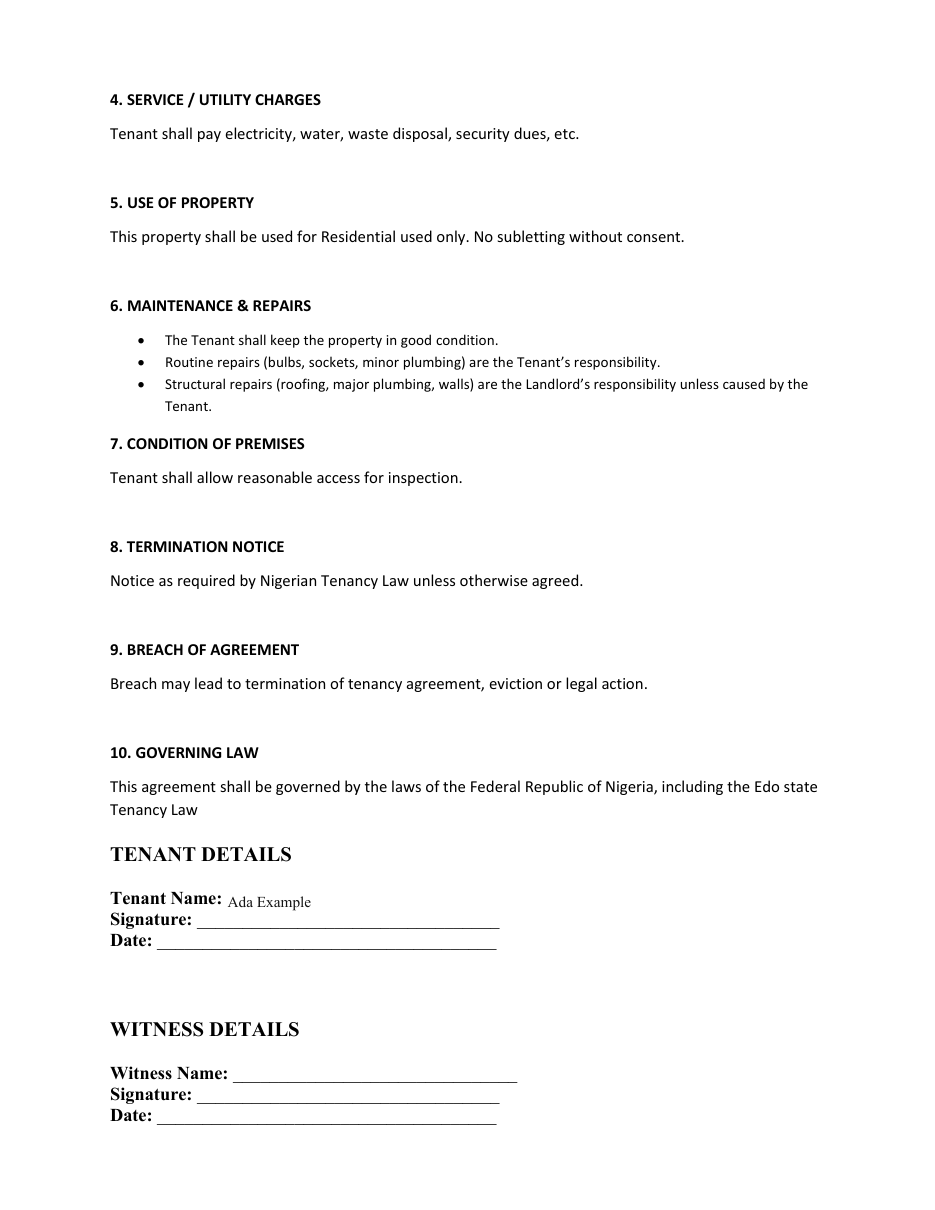 4. SERVICE / UTILITY CHARGES
Tenant shall pay electricity, water, waste disposal, security dues, etc.
5. USE OF PROPERTY
This property shall be used for Residential used only. No subletting without consent.
6. MAINTENANCE & REPAIRS
• The Tenant shall keep the property in good condition.
• Routine repairs (bulbs, sockets, minor plumbing) are the Tenant’s responsibility.
• Structural repairs (roofing, major plumbing, walls) are the Landlord’s responsibility unless caused by the
Tenant.
7. CONDITION OF PREMISES
Tenant shall allow reasonable access for inspection.
8. TERMINATION NOTICE
Notice as required by Nigerian Tenancy Law unless otherwise agreed.
9. BREACH OF AGREEMENT
Breach may lead to termination of tenancy agreement, eviction or legal action.
10. GOVERNING LAW
This agreement shall be governed by the laws of the Federal Republic of Nigeria, including the Edo state
Tenancy Law
TENANT DETAILS
Tenant Name: Ada Example
Signature: ___________________________________
Date: _______________________________________
WITNESS DETAILS
Witness Name: _________________________________
Signature: ___________________________________
Date: _______________________________________